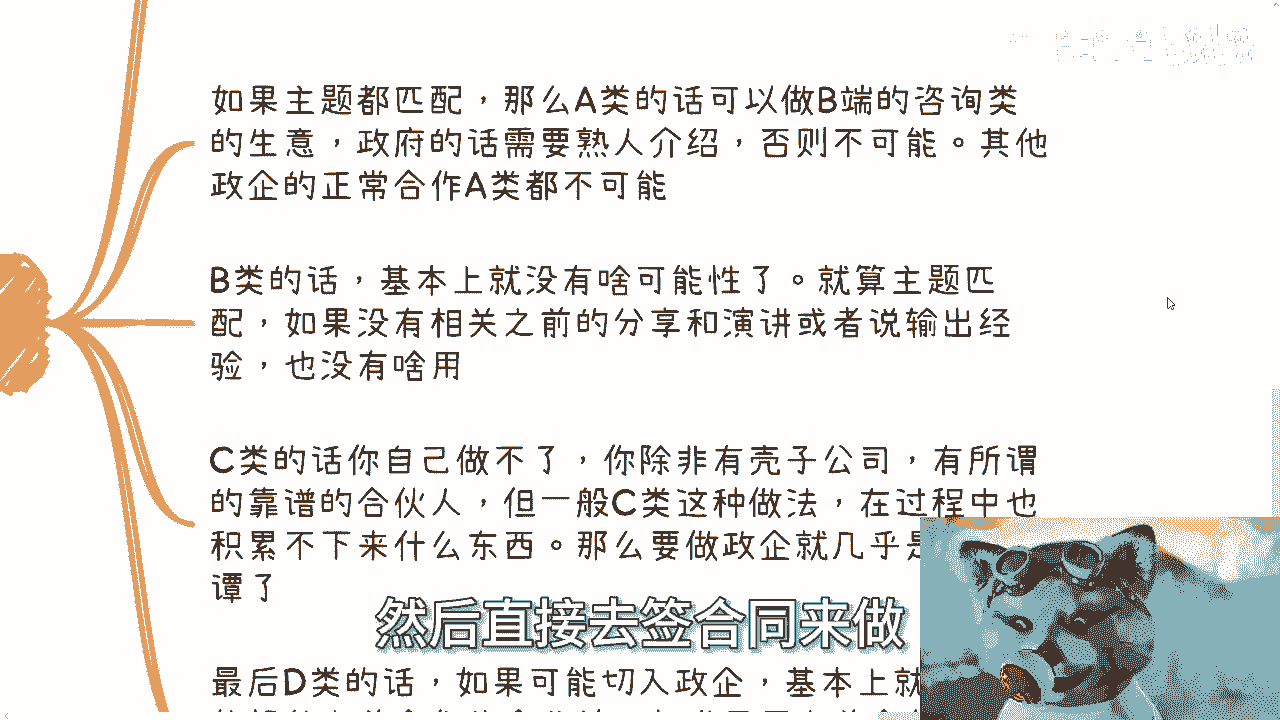 如果主题都匹配，那么A类的话可以做B端的咨询类
的生意，政府的话需要熟人介绍，否则不可能。其他
政企的正常合作A类都不可能
B类的话，基本上就没有啥可能性了。就算主题匹
配，如果没有相关之前的分享和演讲或者说输出经
验，也没有啥用
C类的话你自己做不了，你除非有壳子公司，有所谓
的靠谱的合伙人，但一般C类这种做法，在过程中也
积累不下来什么东西。那么要做政企就几乎是
谭了
然后直接去签合同来做
最后D类的话，如果可能切入政企，基本上就